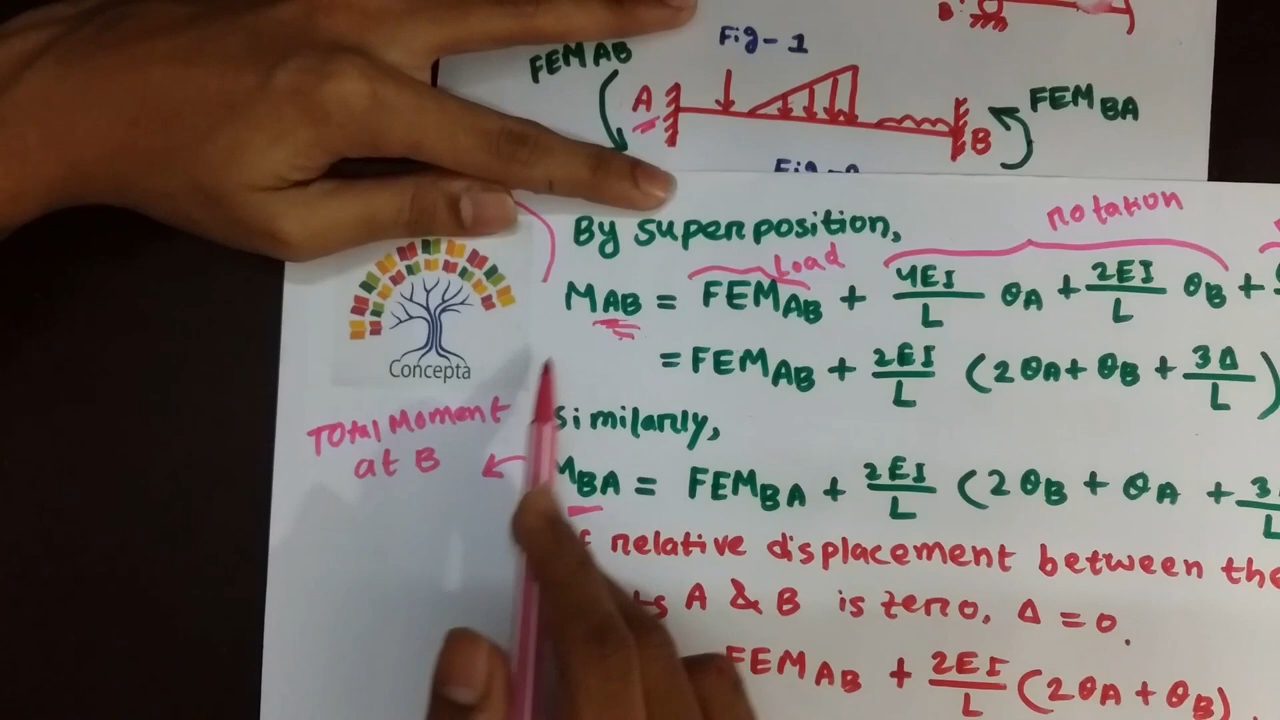 B
Fig-1
FEM AB
A
FEM BA
B
By superposition,
rotation
Load
MAB = FEMAB + 4EI/L θA + 2EI/L θB +
= FEMAB + 2EI/L (2θA + θB + 3Δ/L)
Concepta
Total Moment
at B
similarly,
MBA = FEMBA + 2EI/L (2θB + θA + 3
L
relative displacement between the
A & B is zero, Δ = 0.
FEMAB + 2EI/L (2θA + θB)